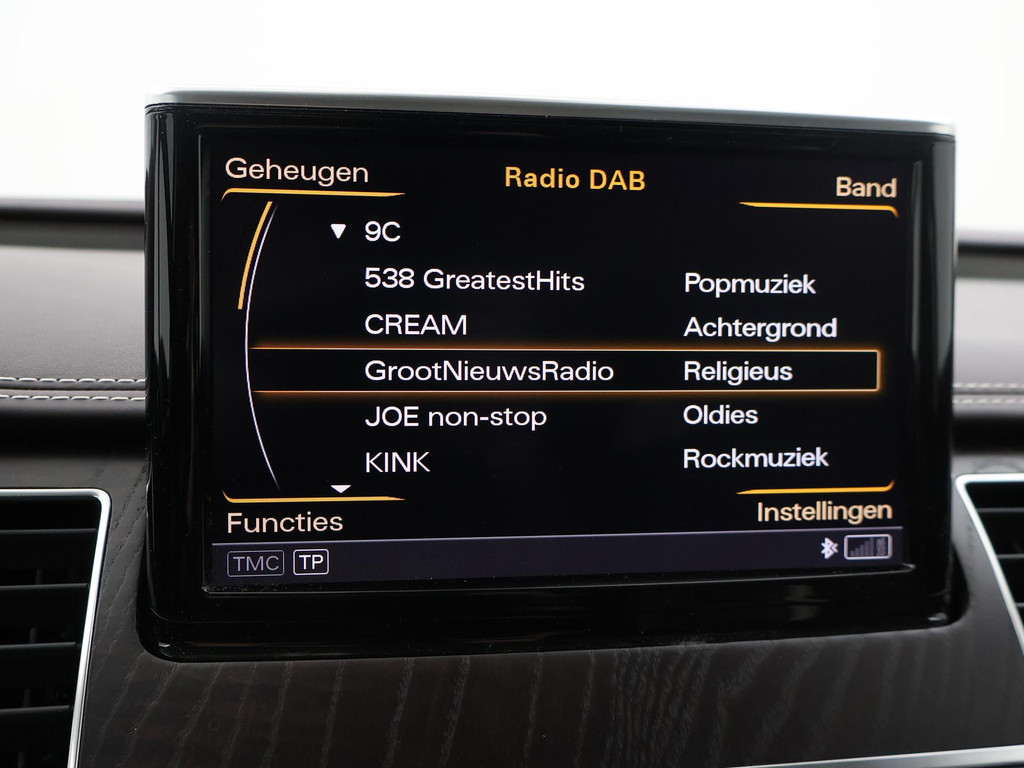 Geheugen Radio DAB Band
9C
538 GreatestHits Popmuziek
CREAM Achtergrond
GrootNieuwsRadio Religieus
JOE non-stop Oldies
KINK Rockmuziek
Functies Instellingen
TMC TP